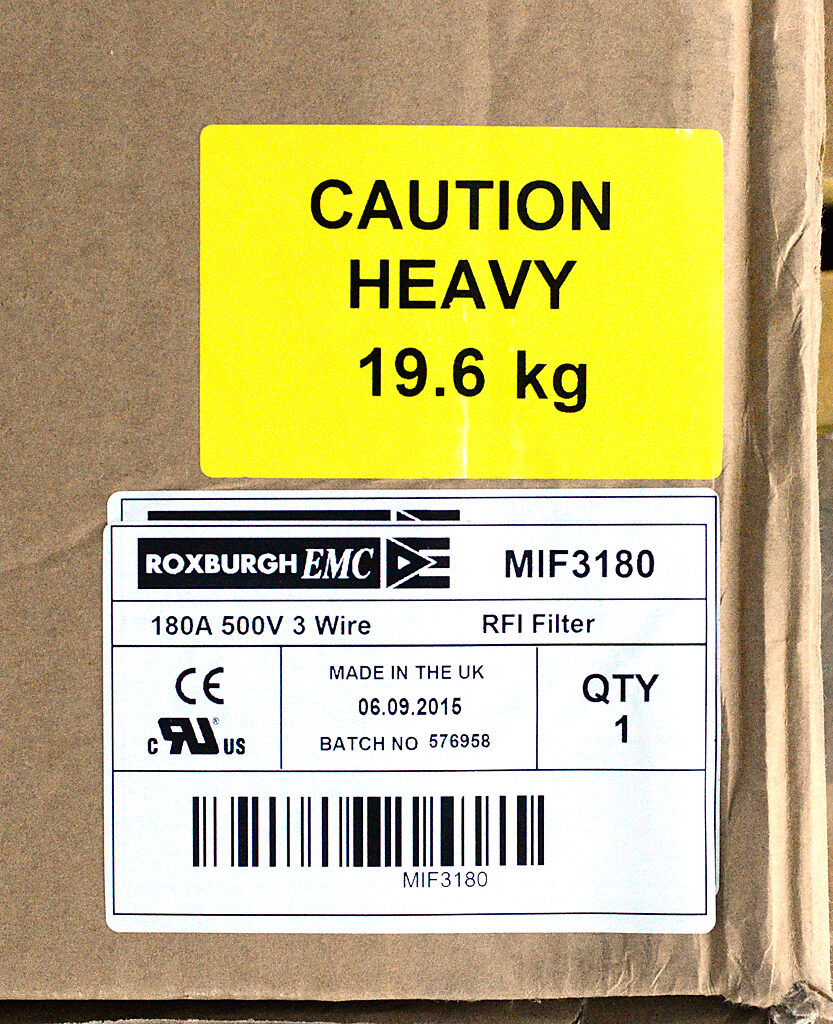 CAUTION
HEAVY
19.6 kg
ROXBURGH EMC MIF3180
180A 500V 3 Wire RFI Filter
CE
c RU ® US
MADE IN THE UK
06.09.2015
BATCH NO 576958
QTY
1
MIF3180